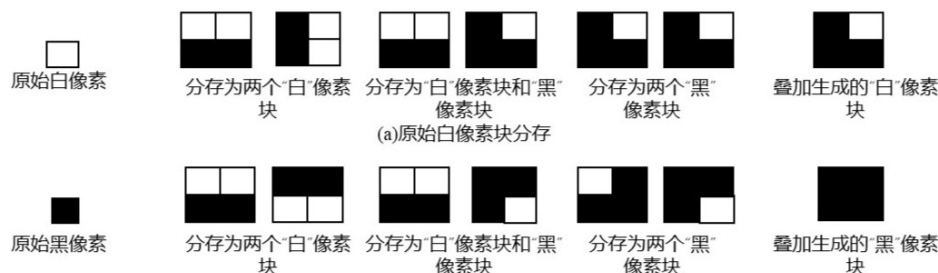 原始白像素
分存为两个“白”像素
块
分存为“白”像素块和“黑”
像素块
分存为两个“黑”
像素块
叠加生成的“白”像素
块
(a)原始白像素块分存
原始黑像素
分存为两个“白”像素
块
分存为“白”像素块和“黑”
像素块
分存为两个“黑”
像素块
叠加生成的“黑”像素
块